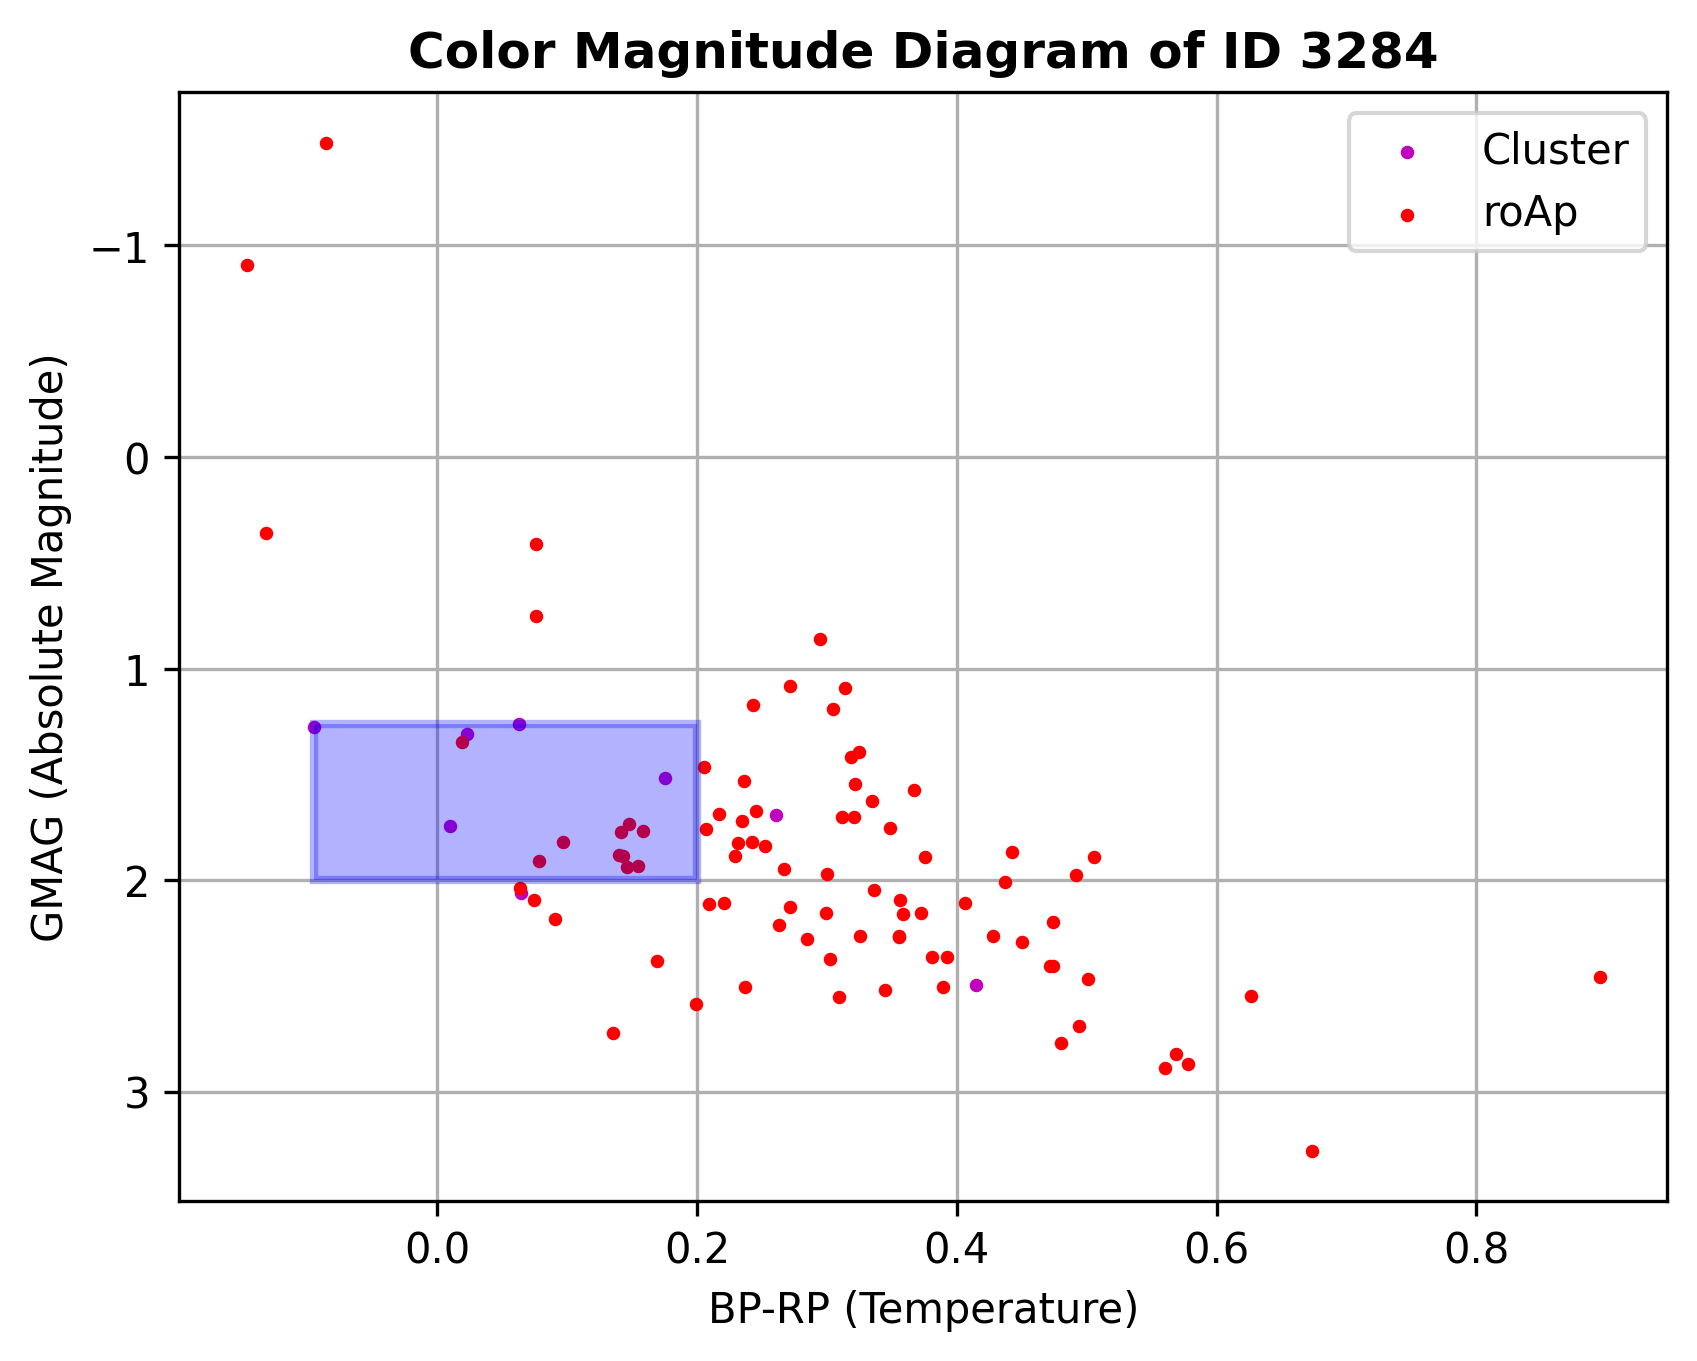 Color Magnitude Diagram of ID 3284
Cluster
roAp
−1
0
1
2
3
GMAG (Absolute Magnitude)
0.0 0.2 0.4 0.6 0.8
BP-RP (Temperature)